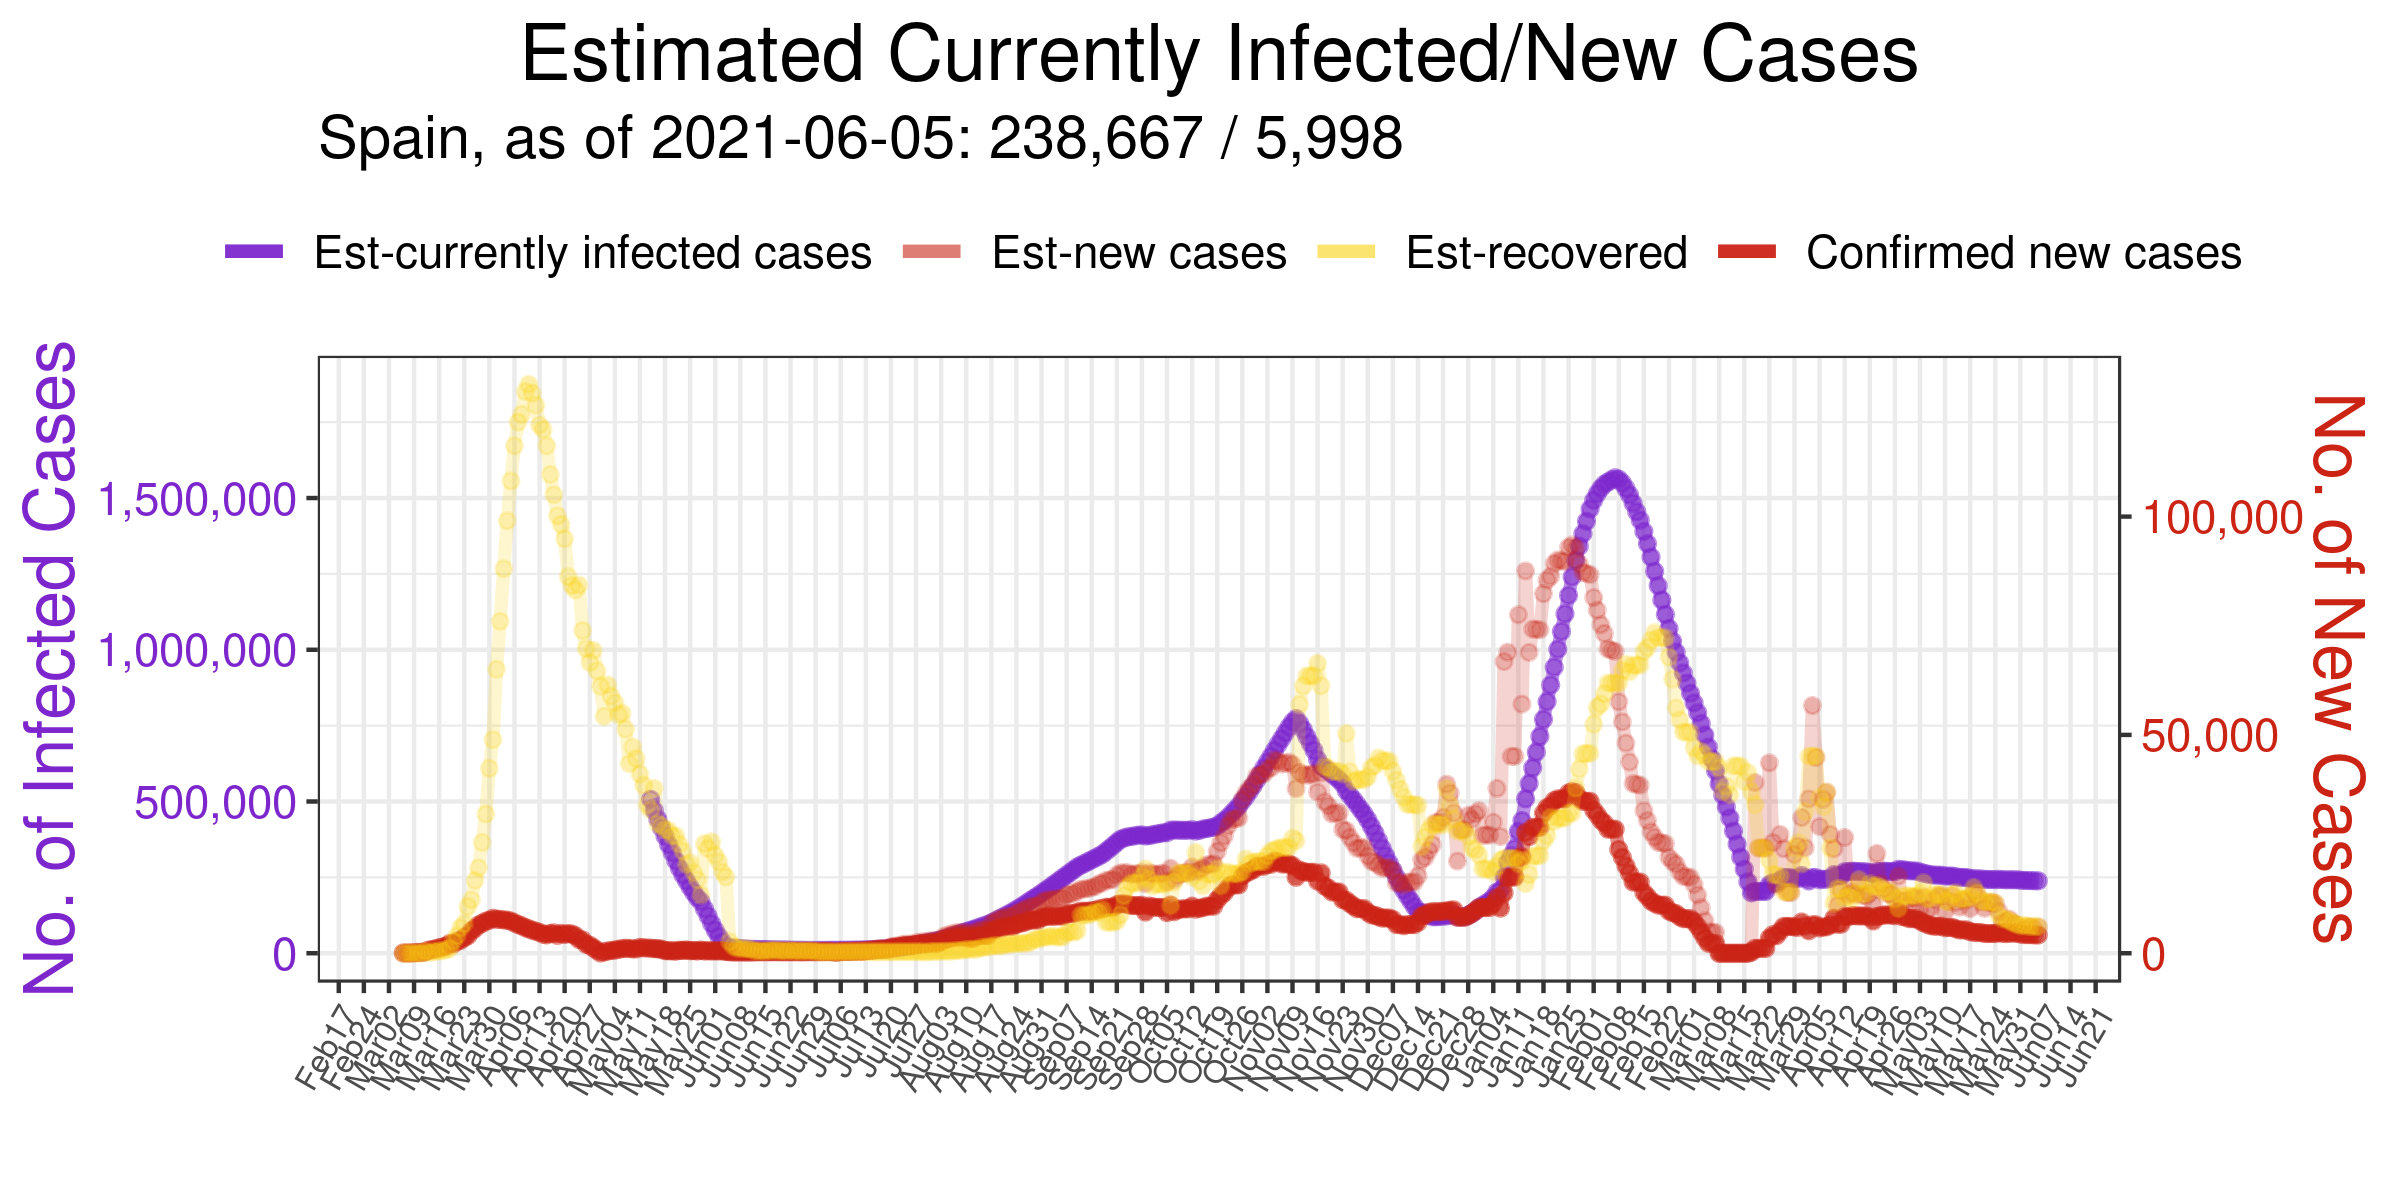 Estimated Currently Infected/New Cases
Spain, as of 2021-06-05: 238,667 / 5,998
Est-currently infected cases Est-new cases Est-recovered Confirmed new cases
No. of Infected Cases
1,500,000
1,000,000
500,000
0
100,000
50,000
0
No. of New Cases
Feb17
Feb24
Mar02
Mar09
Mar16
Mar23
Mar30
Apr06
Apr13
Apr20
Apr27
May04
May11
May18
May25
Jun01
Jun08
Jun15
Jun22
Jun29
Jul06
Jul13
Jul20
Jul27
Aug03
Aug10
Aug17
Aug24
Aug31
Sep07
Sep14
Sep21
Sep28
Oct05
Oct12
Oct19
Oct26
Nov02
Nov09
Nov16
Nov23
Nov30
Dec07
Dec14
Dec21
Dec28
Jan04
Jan11
Jan18
Jan25
Feb01
Feb08
Feb15
Feb22
Mar01
Mar08
Mar15
Mar22
Mar29
Apr05
Apr12
Apr19
Apr26
May03
May10
May17
May24
May31
Jun07
Jun14
Jun21